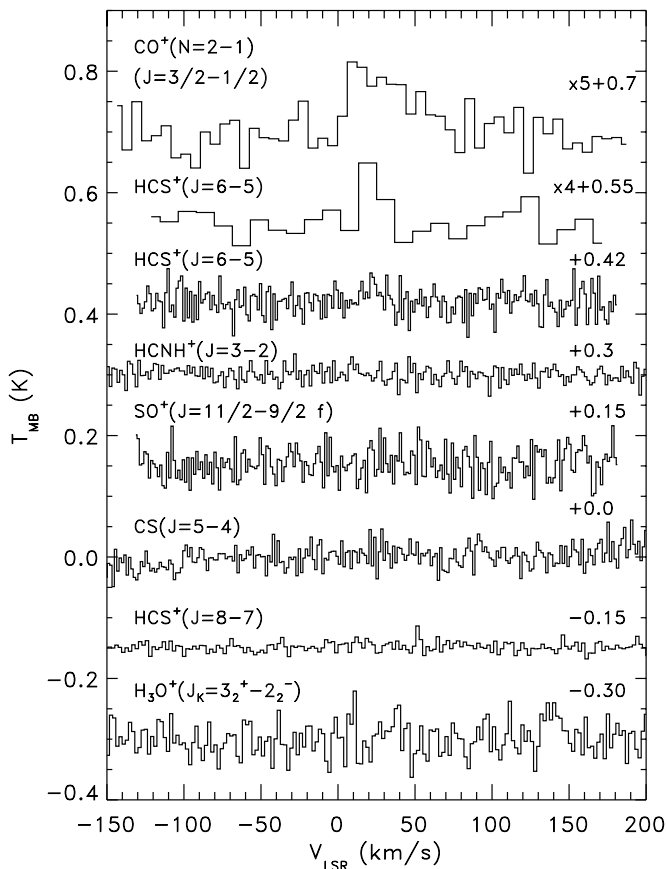 CO⁺(N=2−1)
(J=3/2−1/2)
x5+0.7
HCS⁺(J=6−5)
x4+0.55
HCS⁺(J=6−5)
+0.42
HCNH⁺(J=3−2)
+0.3
SO⁺(J=11/2−9/2 f)
+0.15
+0.0
CS(J=5−4)
HCS⁺(J=8−7)
−0.15
H₃O⁺(J_K=3₂⁺−2₂⁻)
−0.30
0.8
0.6
0.4
0.2
0.0
−0.2
−0.4
T_MB (K)
−150 −100 −50 0 50 100 150 200
V_LSR (km/s)